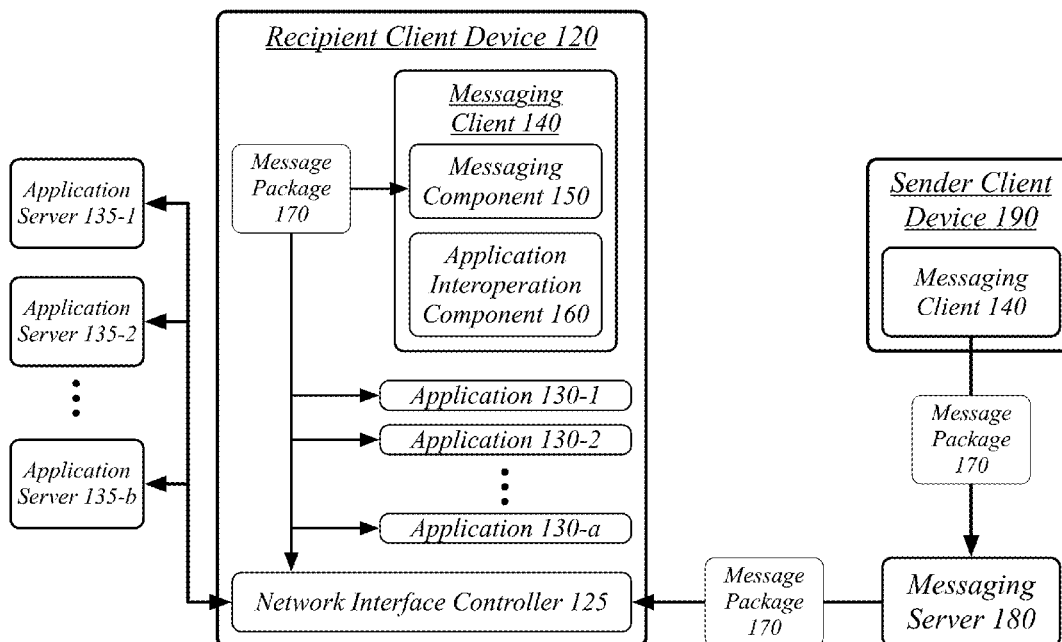 Recipient Client Device 120
Messaging
Client 140
Message
Package
170
Messaging
Component 150
Application
Interoperation
Component 160
Application
Server 135-1
Application
Server 135-2
Application
Server 135-b
Application 130-1
Application 130-2
Application 130-a
Network Interface Controller 125
Sender Client
Device 190
Messaging
Client 140
Message
Package
170
Message
Package
170
Messaging
Server 180